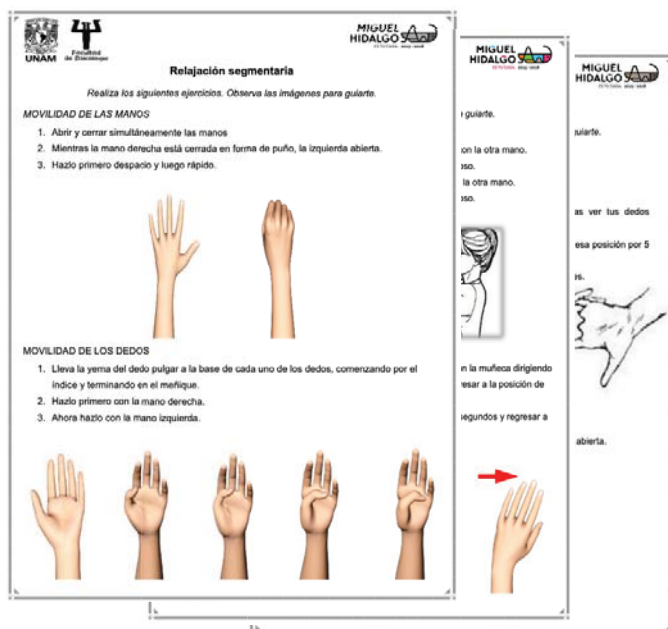 UNAM
Facultad
de Psicología
MIGUEL
HIDALGO
Relajación segmentaria
Realiza los siguientes ejercicios. Observa las imágenes para guiarte.
MOVILIDAD DE LAS MANOS
1. Abrir y cerrar simultáneamente las manos
2. Mientras la mano derecha está cerrada en forma de puño, la izquierda abierta.
3. Hazlo primero despacio y luego rápido.
MOVILIDAD DE LOS DEDOS
1. Lleva la yema del dedo pulgar a la base de cada uno de los dedos, comenzando por el
índice y terminando en el meñique.
2. Hazlo primero con la mano derecha.
3. Ahora hazlo con la mano izquierda.
MIGUEL
HIDALGO
guiarte.
on la otra mano.
oso.
la otra mano.
oso.
n la muñeca dirigiendo
resar a la posición de
segundos y regresar a
MIGUEL
HIDALGO
uiarte.
as ver tus dedos
esa posición por 5
os.
abierta.